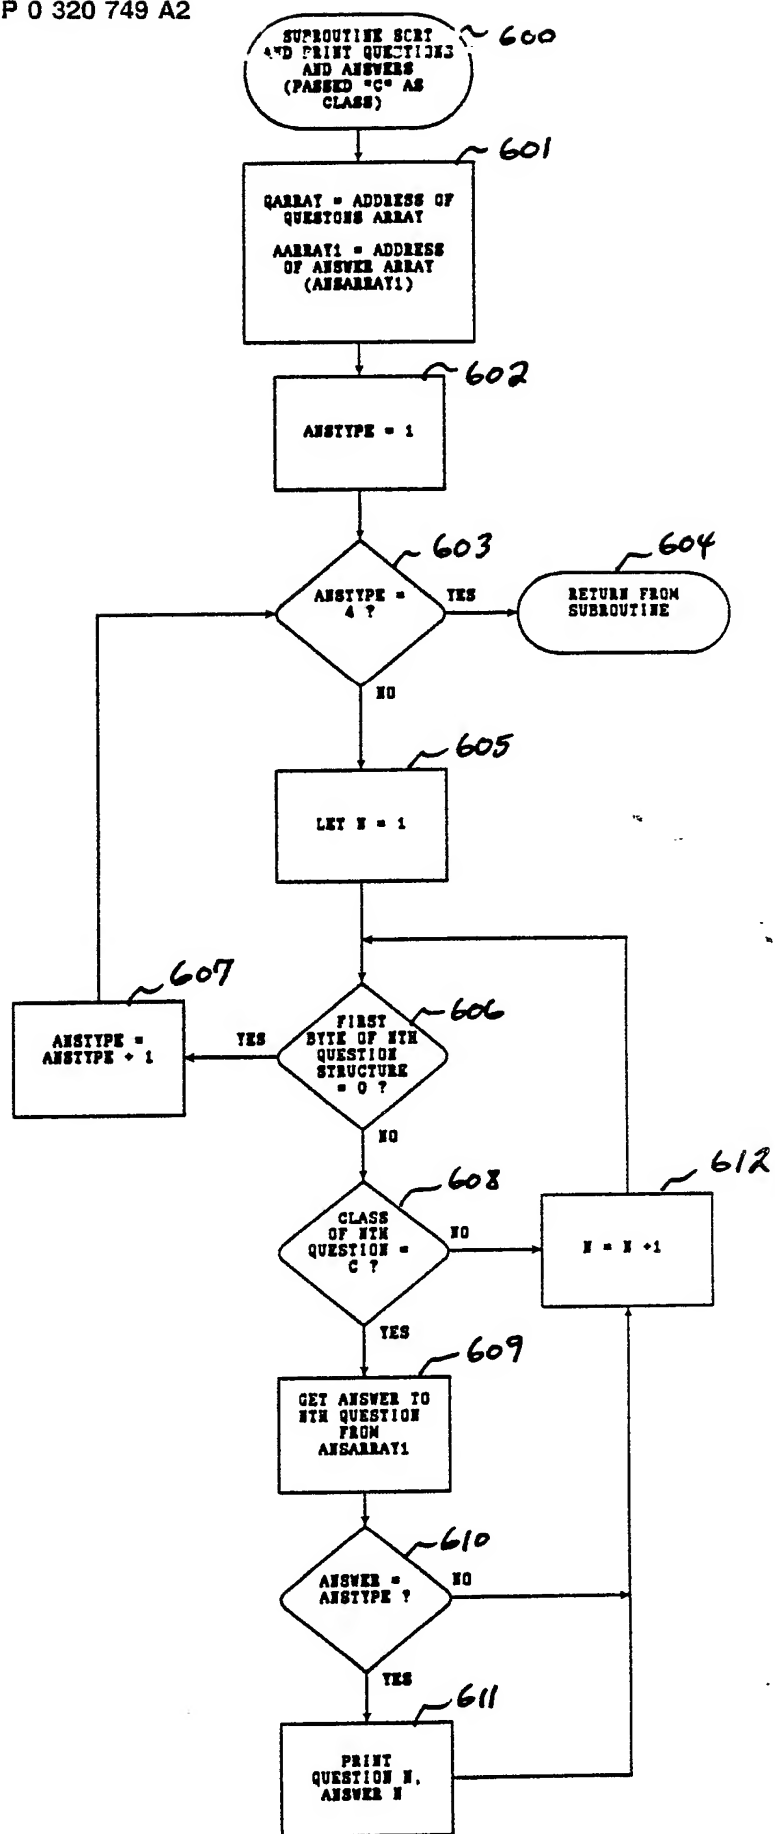 P 0 320 749 A2
SUBROUTINE SORT
AND PRINT QUESTIONS
AND ANSWERS
(PASSED "C" AS
CLASS)
600
601
QARRAY = ADDRESS OF
QUESTONS ARRAY
AARRAY1 = ADDRESS
OF ANSWER ARRAY
(ANSARRAY1)
602
ANSTYPE = 1
603
ANSTYPE =
4 ?
YES
604
RETURN FROM
SUBROUTINE
NO
605
LET N = 1
607
ANSTYPE =
ANSTYPE + 1
YES
606
FIRST
BYTE OF NTH
QUESTION
STRUCTURE
= 0 ?
NO
608
CLASS
OF NTH
QUESTION =
C ?
NO
612
N = N +1
YES
609
GET ANSWER TO
NTH QUESTION
FROM
ANSARRAY1
610
ANSWER =
ANSTYPE ?
NO
YES
611
PRINT
QUESTION N,
ANSWER N